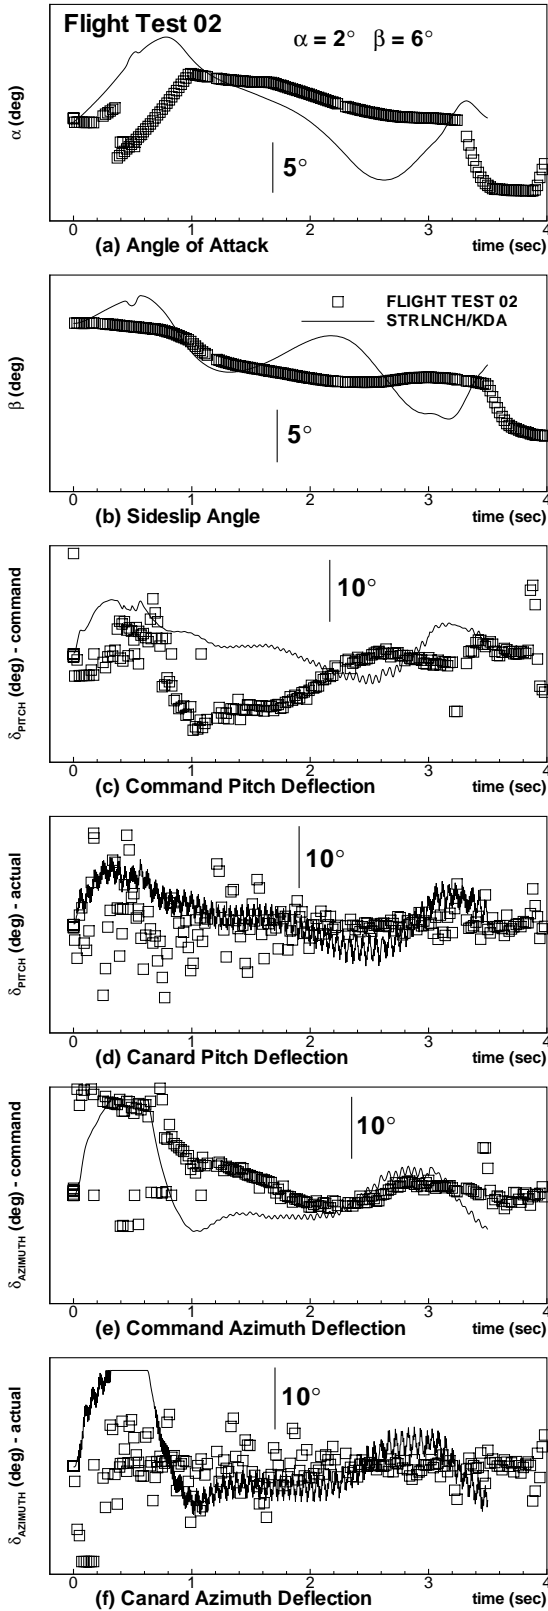 Flight Test 02
α = 2° β = 6°
α (deg)
5°
0 1 2 3 4
(a) Angle of Attack time (sec)
FLIGHT TEST 02
STRLNCH/KDA
β (deg)
5°
0 1 2 3 4
(b) Sideslip Angle time (sec)
δPITCH (deg) - command
10°
0 1 2 3 4
(c) Command Pitch Deflection time (sec)
δPITCH (deg) - actual
10°
0 1 2 3 4
(d) Canard Pitch Deflection time (sec)
δAZIMUTH (deg) - command
10°
0 1 2 3 4
(e) Command Azimuth Deflection time (sec)
δAZIMUTH (deg) - actual
10°
0 1 2 3 4
(f) Canard Azimuth Deflection time (sec)